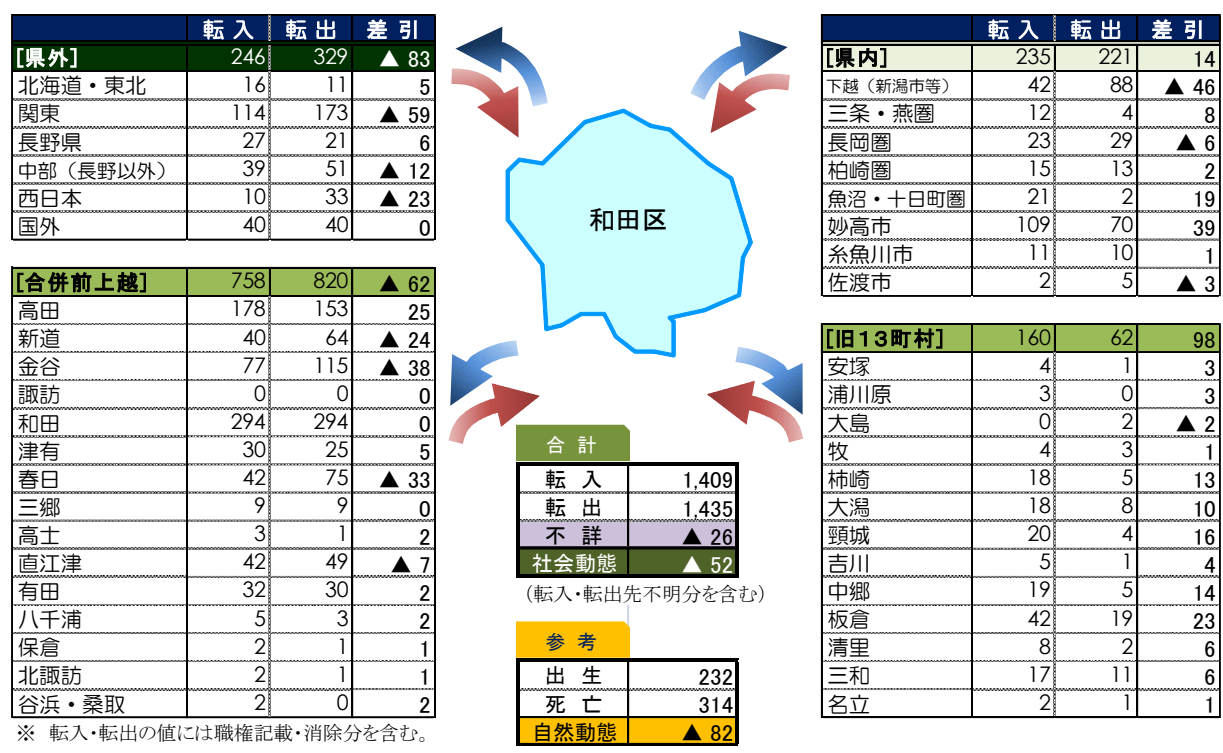 転 入 転 出 差 引
[県外] 246 329 ▲ 83
北海道・東北 16 11 5
関東 114 173 ▲ 59
長野県 27 21 6
中部（長野以外） 39 51 ▲ 12
西日本 10 33 ▲ 23
国外 40 40 0
[合併前上越] 758 820 ▲ 62
高田 178 153 25
新道 40 64 ▲ 24
金谷 77 115 ▲ 38
諏訪 0 0 0
和田 294 294 0
津有 30 25 5
春日 42 75 ▲ 33
三郷 9 9 0
高士 3 1 2
直江津 42 49 ▲ 7
有田 32 30 2
八千浦 5 3 2
保倉 2 1 1
北諏訪 2 1 1
谷浜・桑取 2 0 2
※ 転入・転出の値には職権記載・消除分を含む。
和田区
合 計
転 入 1,409
転 出 1,435
不 詳 ▲ 26
社会動態 ▲ 52
（転入・転出先不明分を含む）
参 考
出 生 232
死 亡 314
自然動態 ▲ 82
転 入 転 出 差 引
[県内] 235 221 14
下越（新潟市等） 42 88 ▲ 46
三条・燕圏 12 4 8
長岡圏 23 29 ▲ 6
柏崎圏 15 13 2
魚沼・十日町圏 21 2 19
妙高市 109 70 39
糸魚川市 11 10 1
佐渡市 2 5 ▲ 3
[旧13町村] 160 62 98
安塚 4 1 3
浦川原 3 0 3
大島 0 2 ▲ 2
牧 4 3 1
柿崎 18 5 13
大潟 18 8 10
頸城 20 4 16
吉川 5 1 4
中郷 19 5 14
板倉 42 19 23
清里 8 2 6
三和 17 11 6
名立 2 1 1